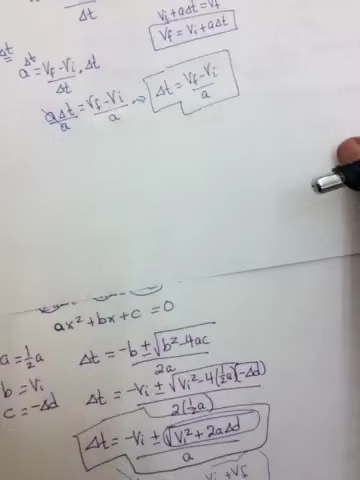 Δt
vᵢ + aΔt = vf
vf = vᵢ + aΔt
Δt a = vf - vᵢ / Δt · Δt
aΔt / a = vf - vᵢ / a → Δt = vf - vᵢ / a
ax² + bx + c = 0
a = ½a Δt = -b ± √b² - 4ac / 2a
b = vᵢ
c = -Δd Δt = -vᵢ ± √vᵢ² - 4(½a)(-Δd) / 2(½a)
Δt = -vᵢ ± √vᵢ² + 2aΔd / a
vᵢ + vf